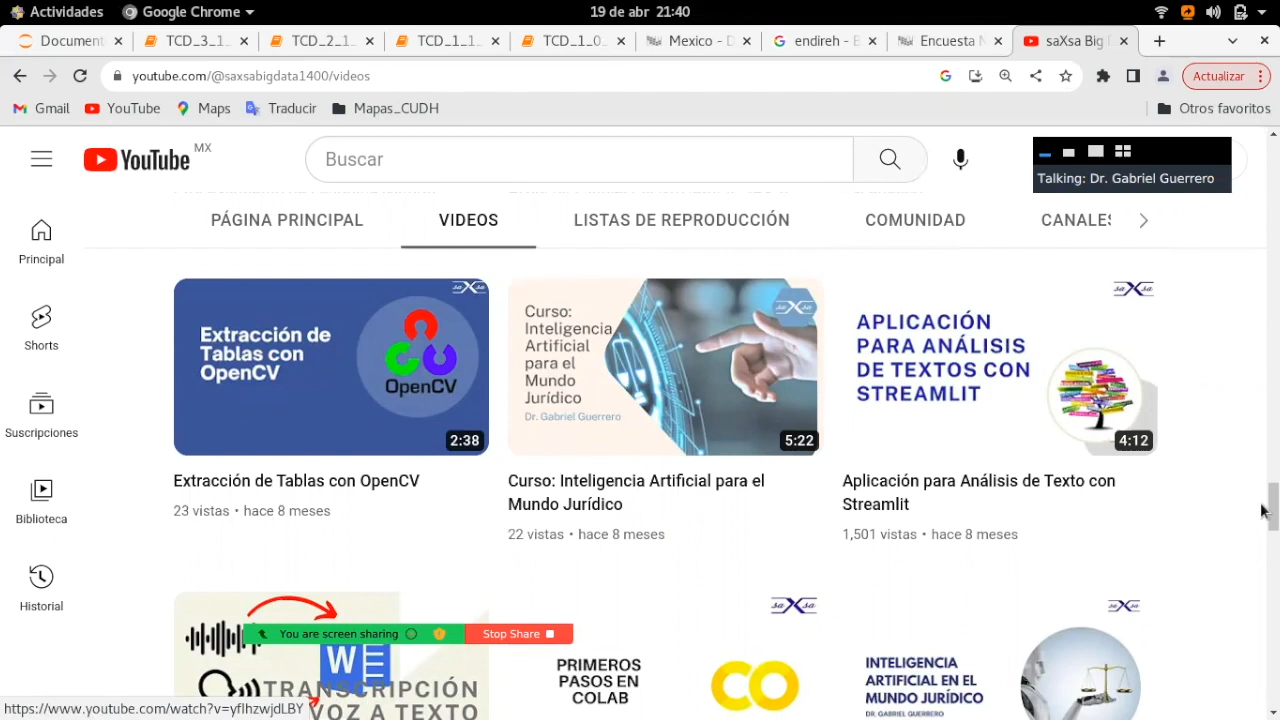 Actividades
Google Chrome
19 de abr 21:40
Document
TCD_3_1
TCD_2_1
TCD_1_1
TCD_1_0
Mexico - D
endireh - B
Encuesta N
saXsa Big D
youtube.com/@saxsabigdata1400/videos
Actualizar
Gmail
YouTube
Maps
Traducir
Mapas_CUDH
Otros favoritos
YouTube MX
Buscar
Talking: Dr. Gabriel Guerrero
PÁGINA PRINCIPAL
VIDEOS
LISTAS DE REPRODUCCIÓN
COMUNIDAD
CANALES
Principal
Shorts
Suscripciones
Biblioteca
Historial
saXsa
Extracción de
Tablas con
OpenCV
OpenCV
2:38
Extracción de Tablas con OpenCV
23 vistas • hace 8 meses
Curso:
Inteligencia
Artificial
para el
Mundo
Jurídico
Dr. Gabriel Guerrero
saXsa
5:22
Curso: Inteligencia Artificial para el
Mundo Jurídico
22 vistas • hace 8 meses
saXsa
APLICACIÓN
PARA ANÁLISIS
DE TEXTOS CON
STREAMLIT
4:12
Aplicación para Análisis de Texto con
Streamlit
1,501 vistas • hace 8 meses
You are screen sharing
Stop Share
W
TRANSCRIPCIÓN
VOZ A TEXTO
saXsa
PRIMEROS
PASOS EN
COLAB
saXsa
INTELIGENCIA
ARTIFICIAL EN EL
MUNDO JURÍDICO
DR. GABRIEL GUERRERO
https://www.youtube.com/watch?v=yflhzwjdLBY